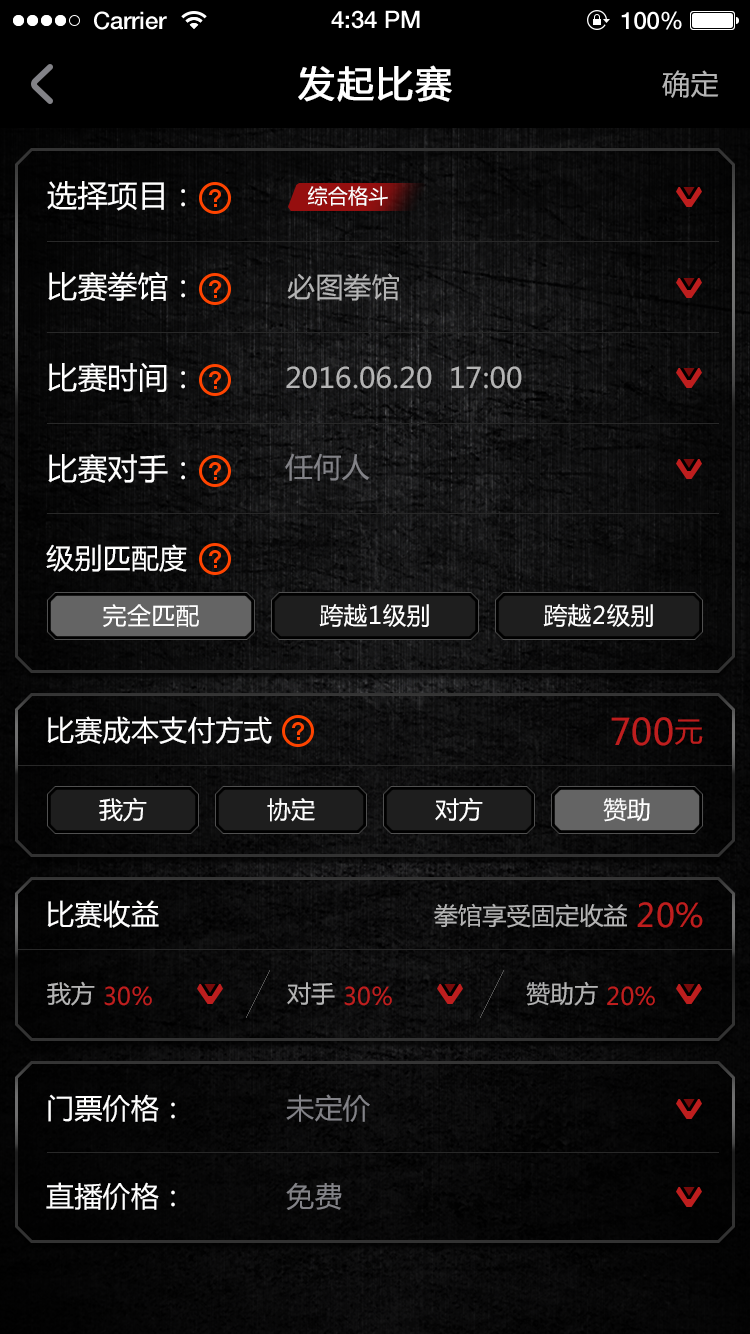 Carrier 4:34 PM 100%
发起比赛 确定
选择项目： ? 综合格斗
比赛拳馆： ? 必图拳馆
比赛时间： ? 2016.06.20 17:00
比赛对手： ? 任何人
级别匹配度 ?
完全匹配 跨越1级别 跨越2级别
比赛成本支付方式 ? 700元
我方 协定 对方 赞助
比赛收益 拳馆享受固定收益 20%
我方 30% 对手 30% 赞助方 20%
门票价格： 未定价
直播价格： 免费